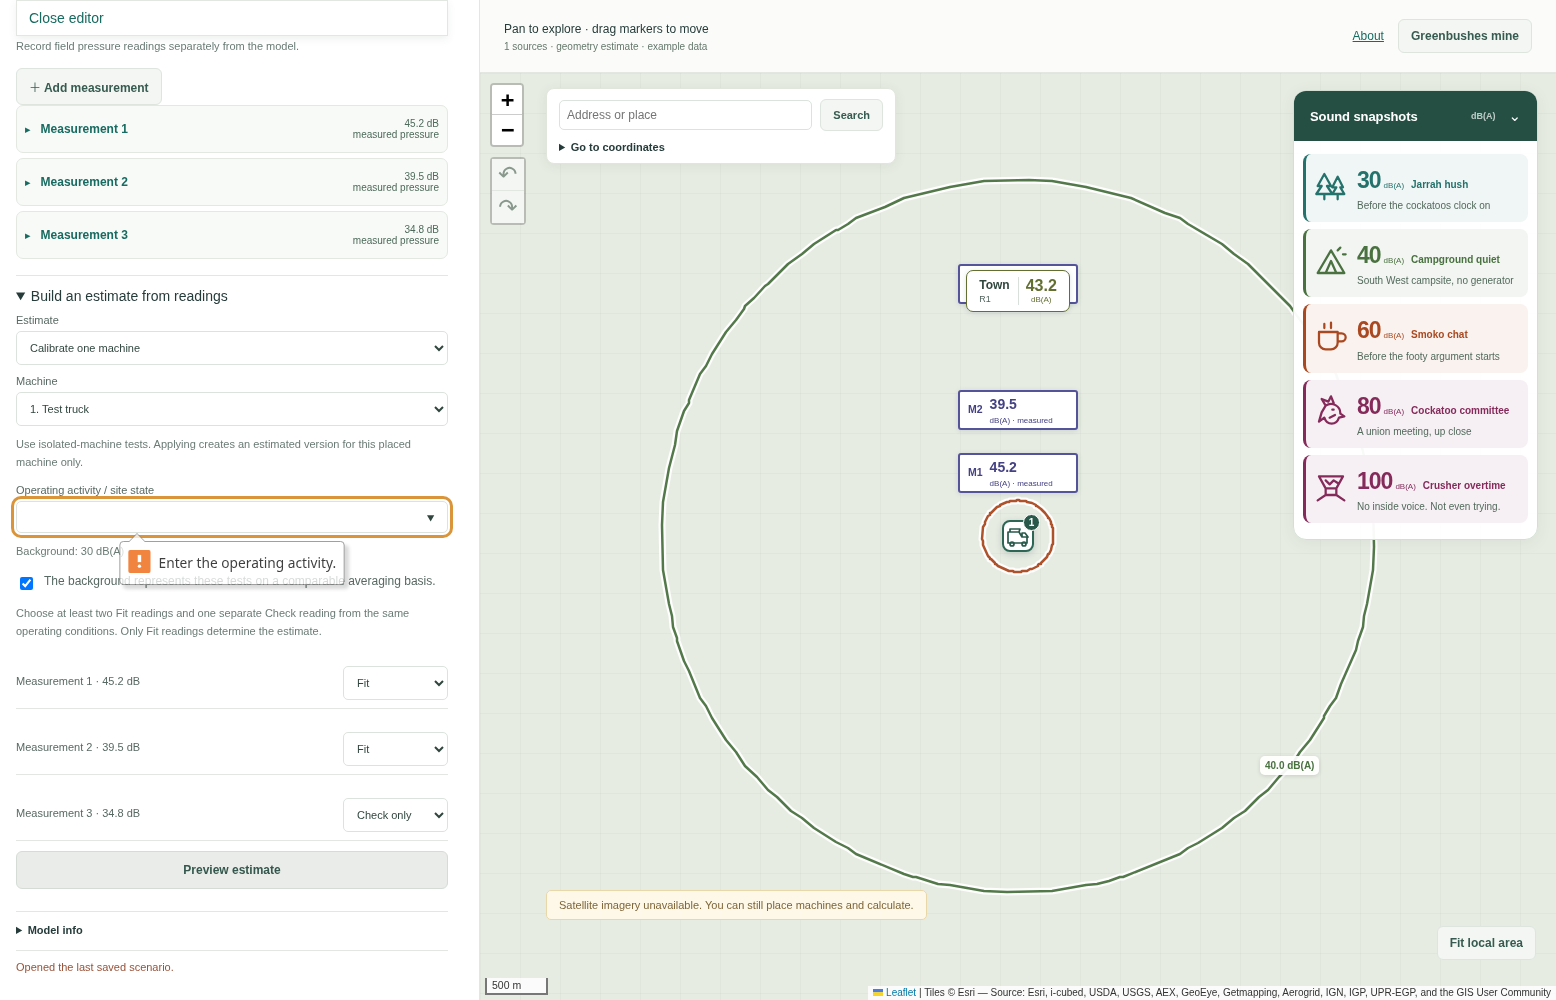 Close editor
Record field pressure readings separately from the model.
+ Add measurement
▸ Measurement 1
45.2 dB
measured pressure
▸ Measurement 2
39.5 dB
measured pressure
▸ Measurement 3
34.8 dB
measured pressure
▼ Build an estimate from readings
Estimate
Calibrate one machine
Machine
1. Test truck
Use isolated-machine tests. Applying creates an estimated version for this placed
machine only.
Operating activity / site state
Background: 30 dB(A
Enter the operating activity.
The background represents these tests on a comparable averaging basis.
Choose at least two Fit readings and one separate Check reading from the same
operating conditions. Only Fit readings determine the estimate.
Measurement 1 · 45.2 dB
Fit
Measurement 2 · 39.5 dB
Fit
Measurement 3 · 34.8 dB
Check only
Preview estimate
▶ Model info
Opened the last saved scenario.
Pan to explore · drag markers to move
1 sources · geometry estimate · example data
About
Greenbushes mine
+
−
Address or place
Search
▶ Go to coordinates
Town
R1
43.2
dB(A)
M2 39.5
dB(A) · measured
M1 45.2
dB(A) · measured
1
40.0 dB(A)
Sound snapshots
dB(A)
30 dB(A) Jarrah hush
Before the cockatoos clock on
40 dB(A) Campground quiet
South West campsite, no generator
60 dB(A) Smoko chat
Before the footy argument starts
80 dB(A) Cockatoo committee
A union meeting, up close
100 dB(A) Crusher overtime
No inside voice. Not even trying.
Satellite imagery unavailable. You can still place machines and calculate.
Fit local area
500 m
Leaflet | Tiles © Esri — Source: Esri, i-cubed, USDA, USGS, AEX, GeoEye, Getmapping, Aerogrid, IGN, IGP, UPR-EGP, and the GIS User Community